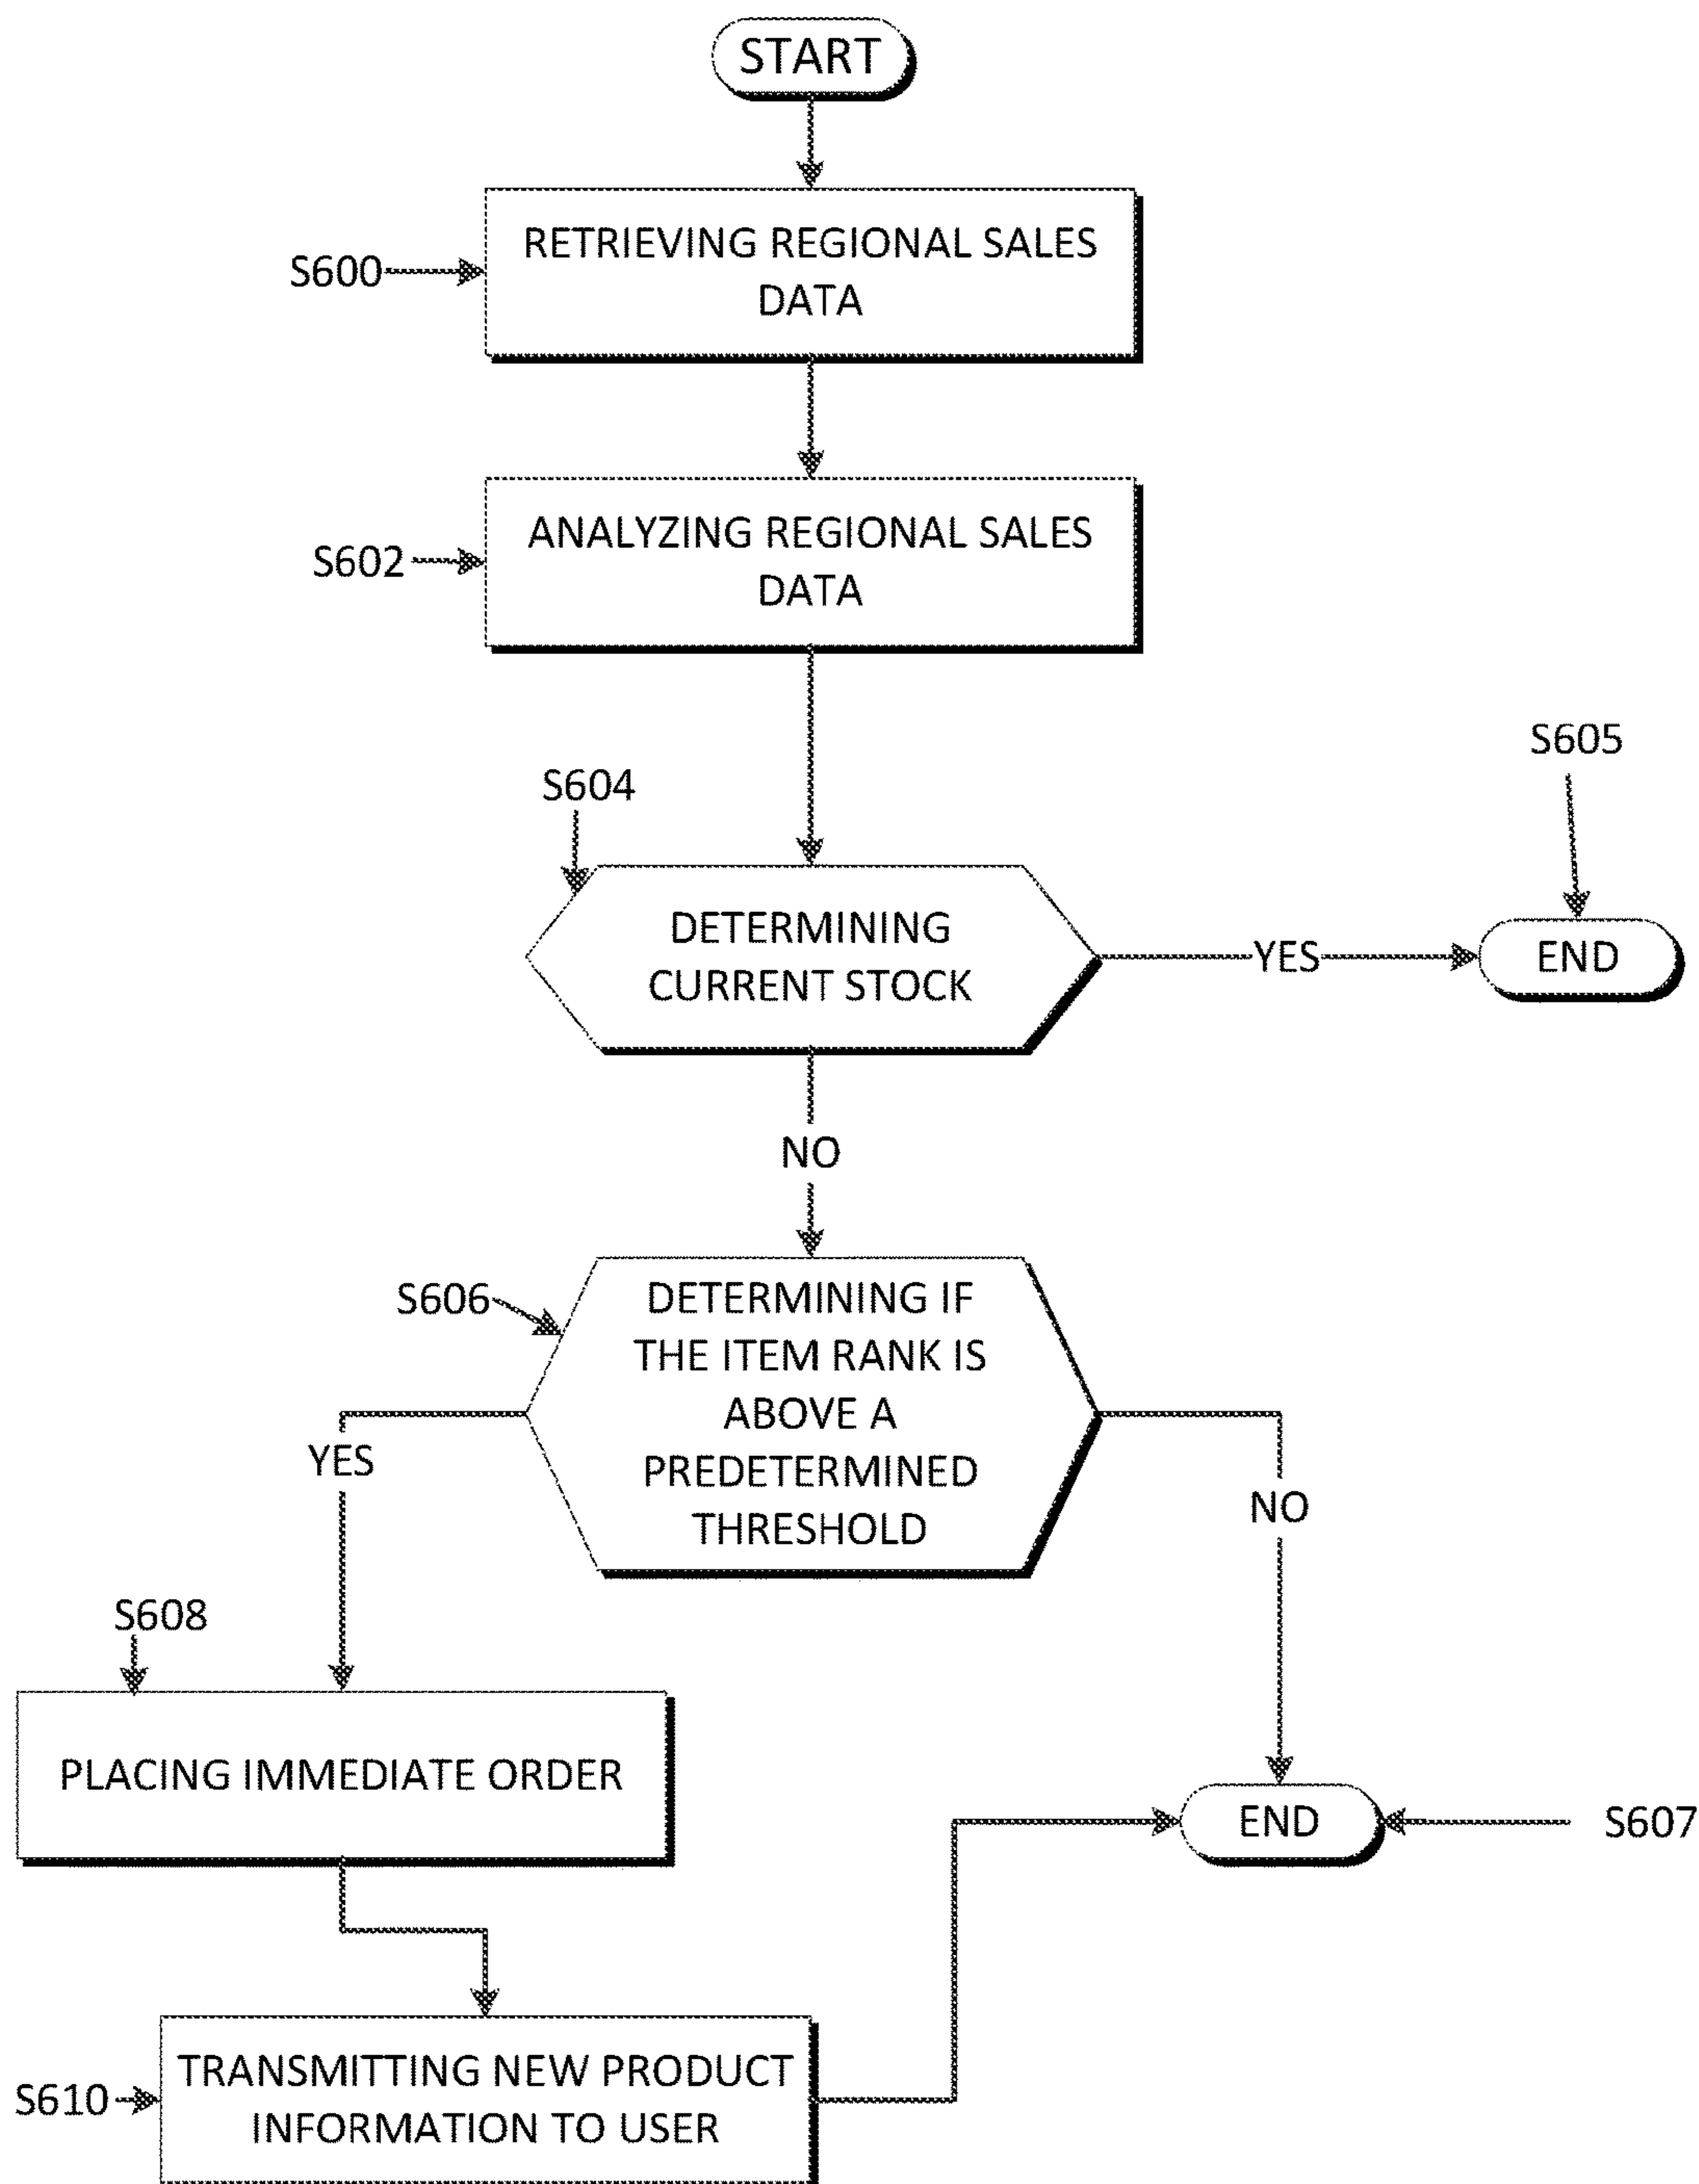 START
S600
RETRIEVING REGIONAL SALES
DATA
S602
ANALYZING REGIONAL SALES
DATA
S605
S604
DETERMINING
CURRENT STOCK
YES
END
NO
S606
DETERMINING IF
THE ITEM RANK IS
ABOVE A
PREDETERMINED
THRESHOLD
YES
NO
S608
PLACING IMMEDIATE ORDER
END
S607
S610
TRANSMITTING NEW PRODUCT
INFORMATION TO USER